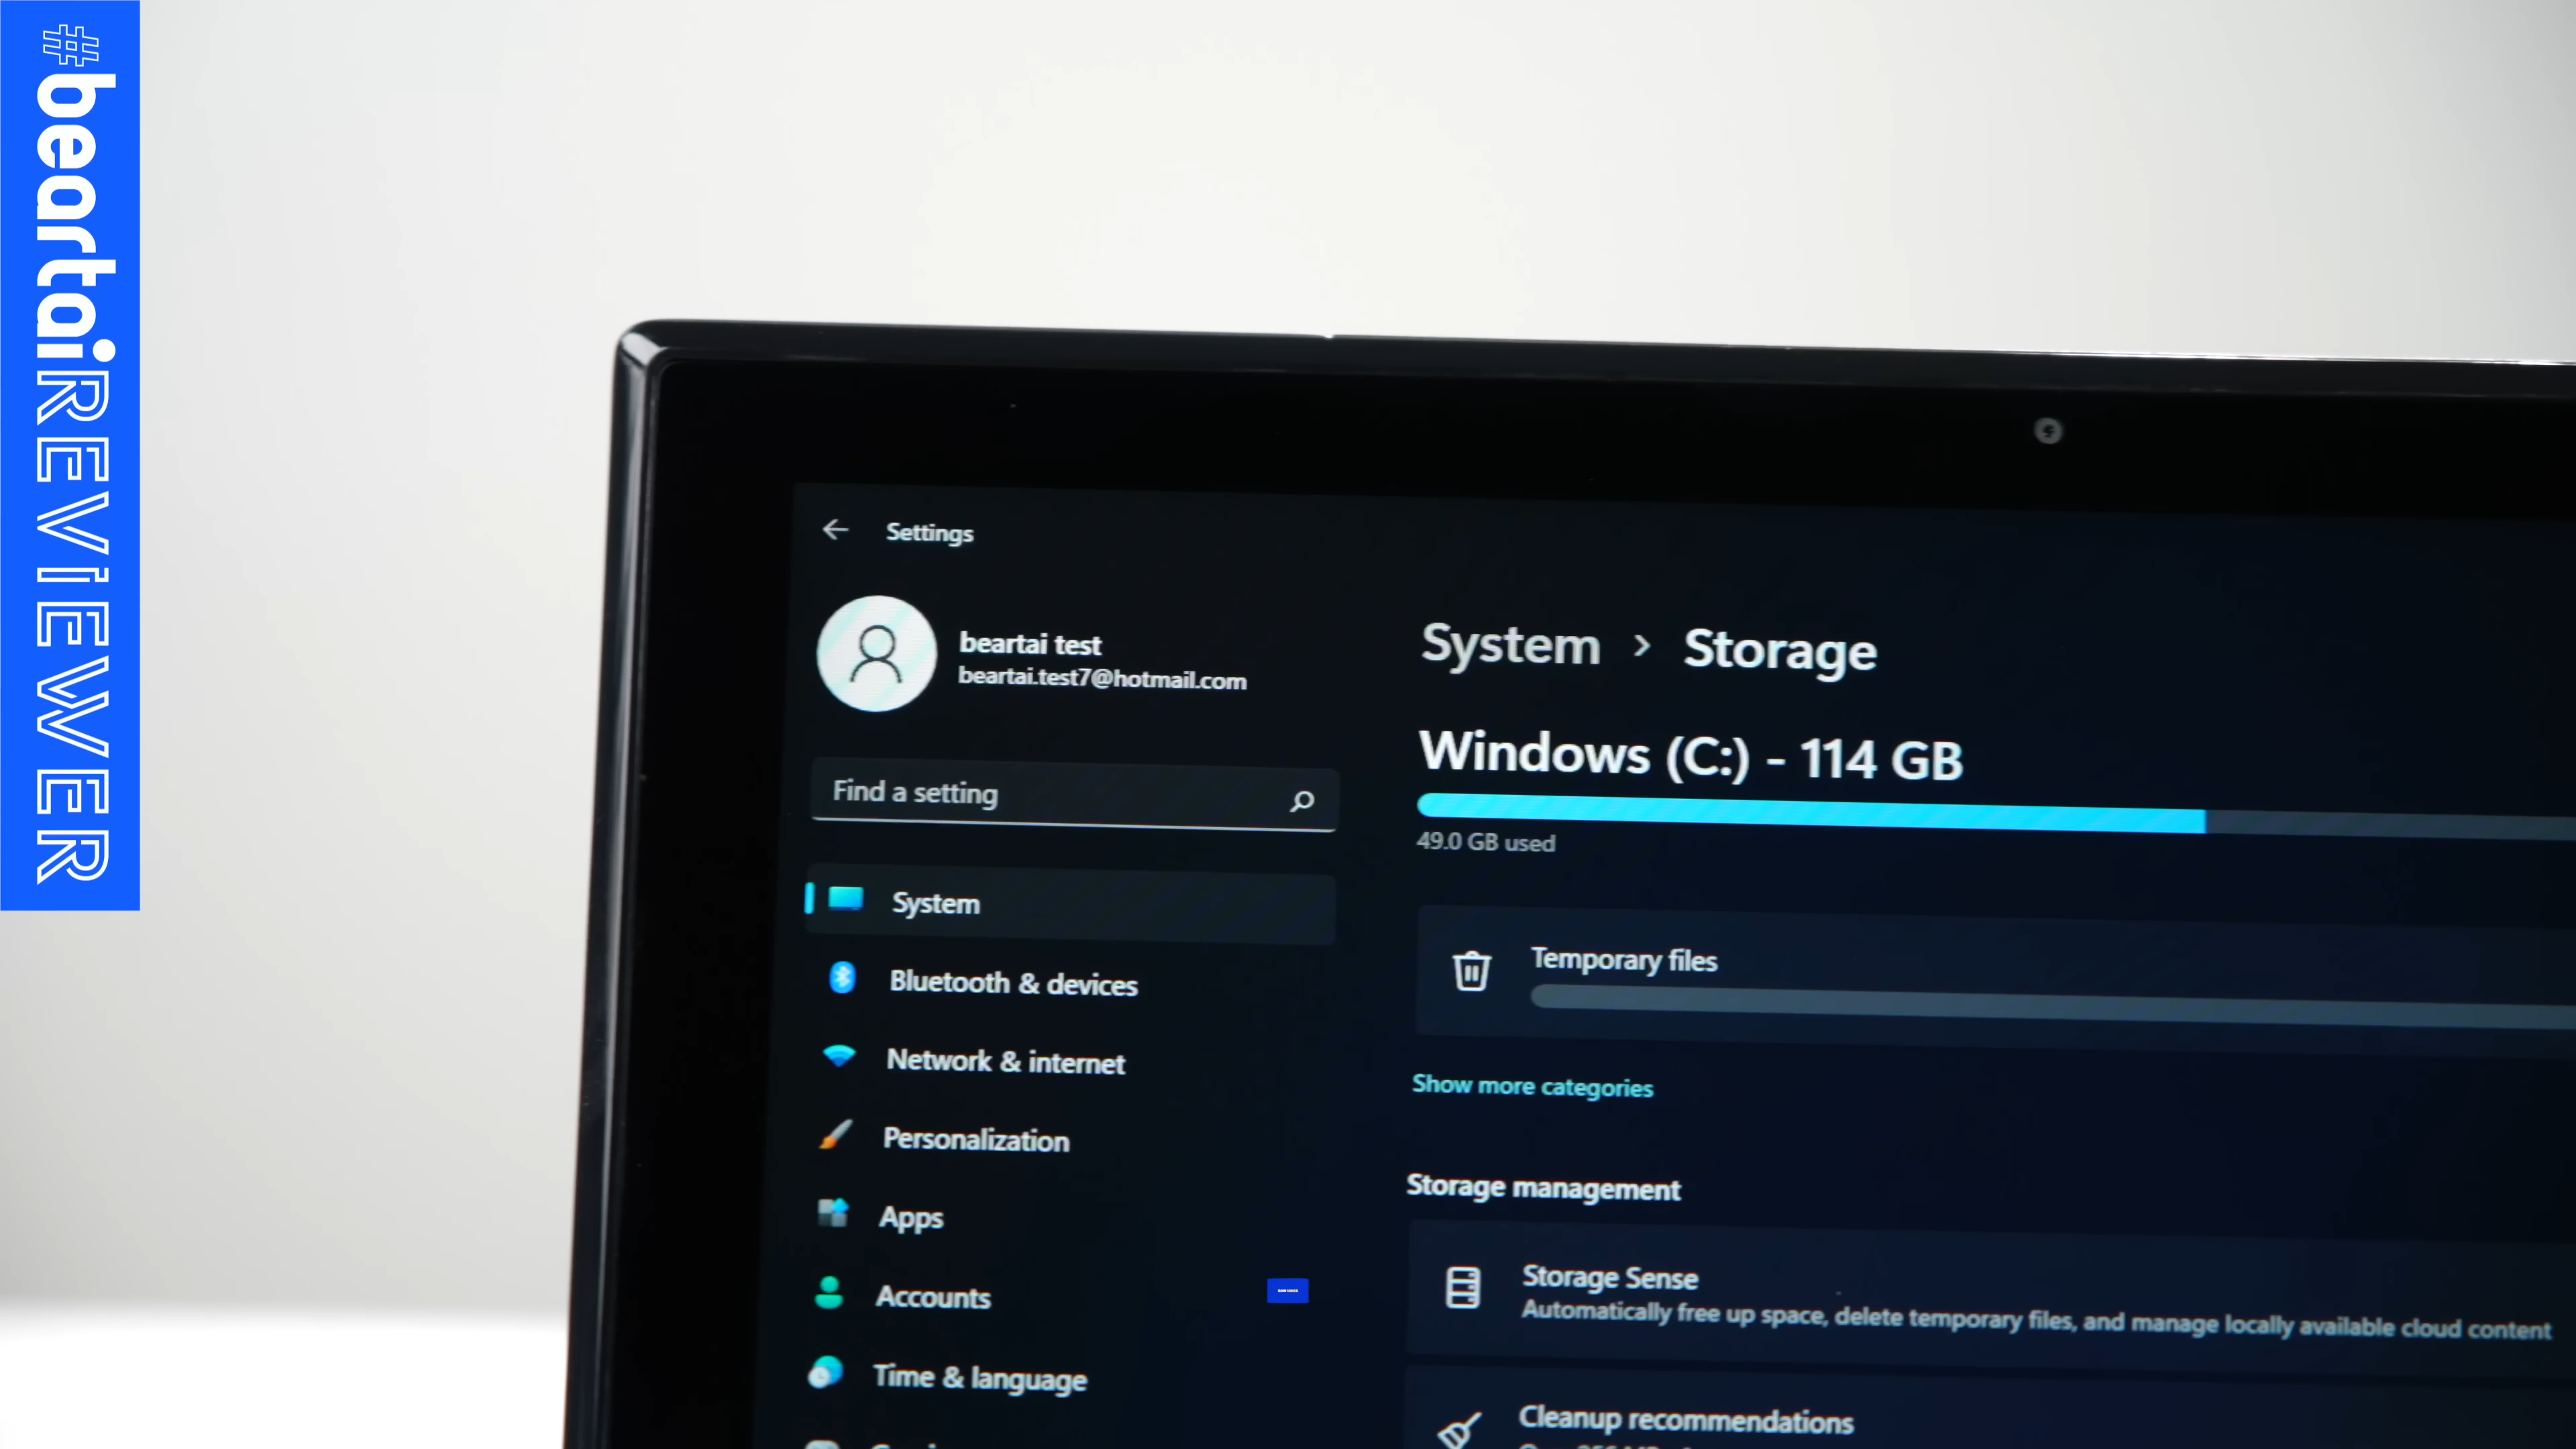 #beartai REVIEWER
Settings
beartai test
beartai.test7@hotmail.com
Find a setting
System
Bluetooth & devices
Network & internet
Personalization
Apps
Accounts
Time & language
System > Storage
Windows (C:) - 114 GB
49.0 GB used
Temporary files
Show more categories
Storage management
Storage Sense
Automatically free up space, delete temporary files, and manage locally available cloud content
Cleanup recommendations